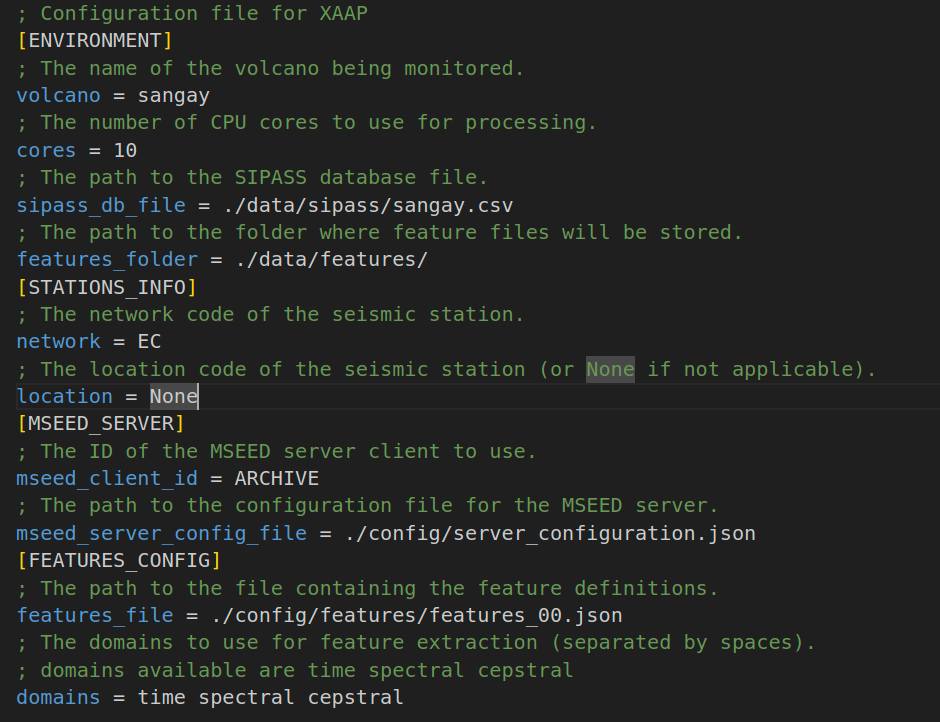 ; Configuration file for XAAP
[ENVIRONMENT]
; The name of the volcano being monitored.
volcano = sangay
; The number of CPU cores to use for processing.
cores = 10
; The path to the SIPASS database file.
sipass_db_file = ./data/sipass/sangay.csv
; The path to the folder where feature files will be stored.
features_folder = ./data/features/
[STATIONS_INFO]
; The network code of the seismic station.
network = EC
; The location code of the seismic station (or None if not applicable).
location = None
[MSEED_SERVER]
; The ID of the MSEED server client to use.
mseed_client_id = ARCHIVE
; The path to the configuration file for the MSEED server.
mseed_server_config_file = ./config/server_configuration.json
[FEATURES_CONFIG]
; The path to the file containing the feature definitions.
features_file = ./config/features/features_00.json
; The domains to use for feature extraction (separated by spaces).
; domains available are time spectral cepstral
domains = time spectral cepstral